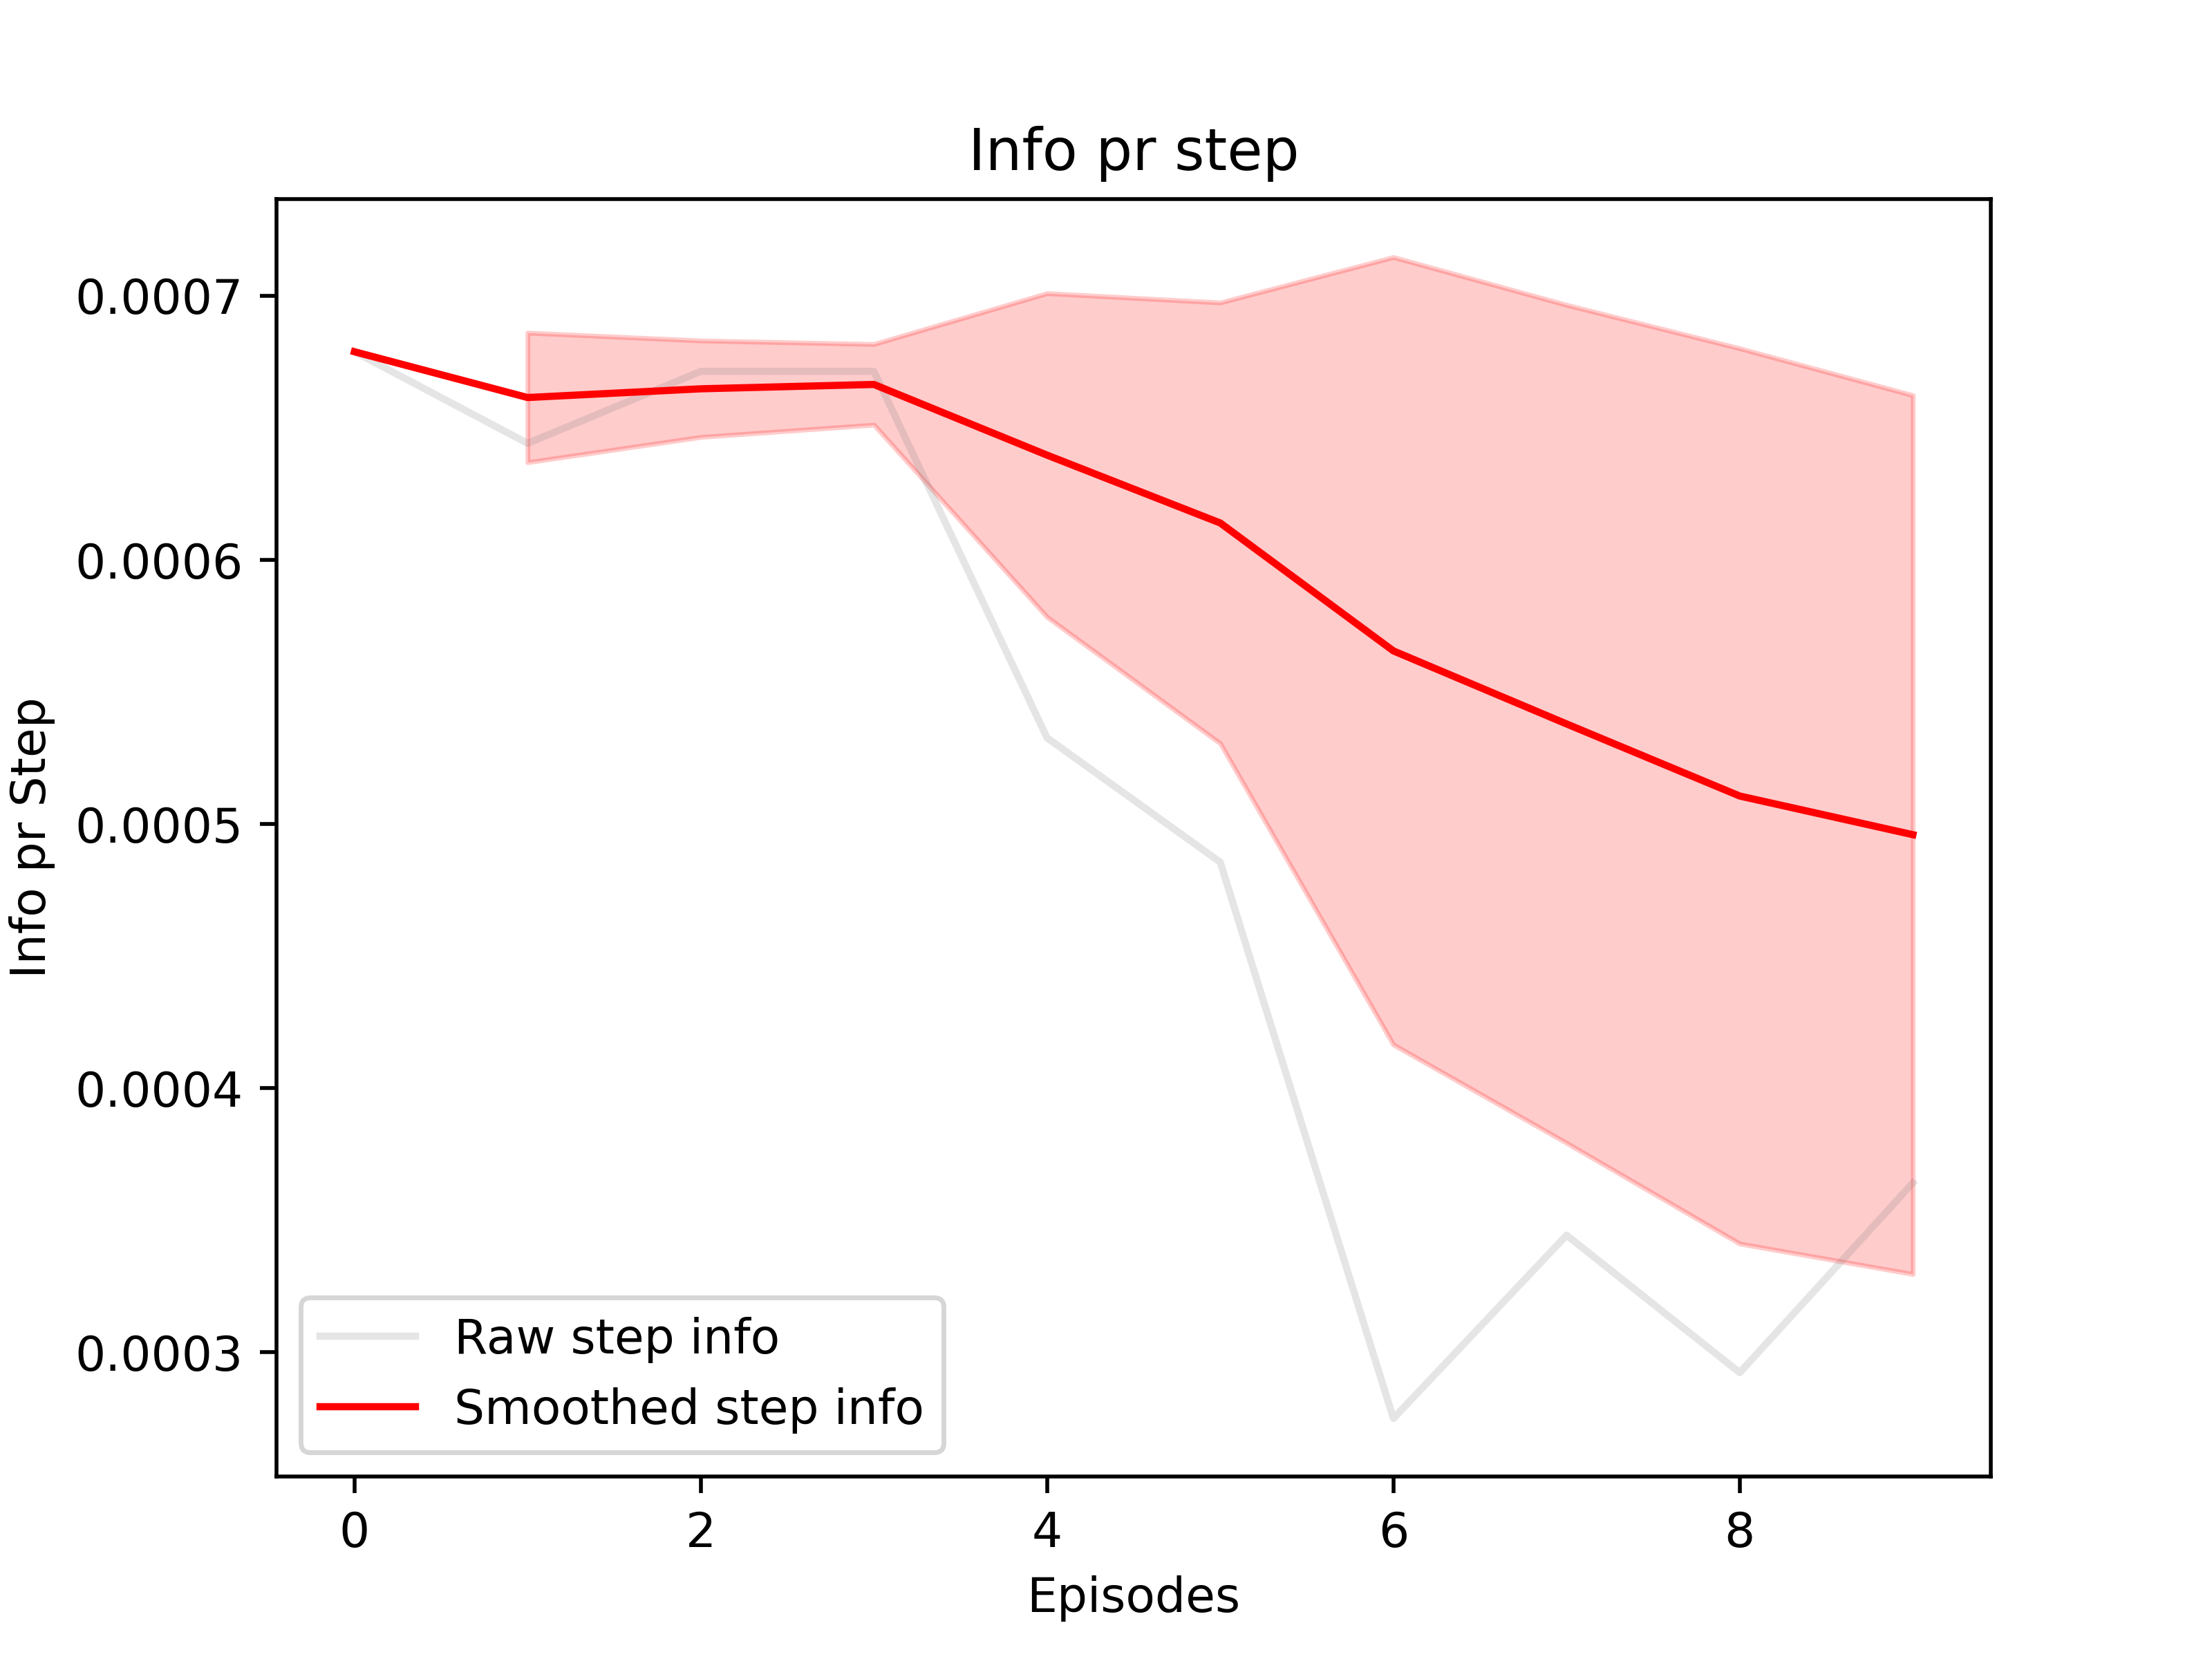 Info pr step
Info pr Step
0.0007
0.0006
0.0005
0.0004
0.0003
Raw step info
Smoothed step info
0 2 4 6 8
Episodes